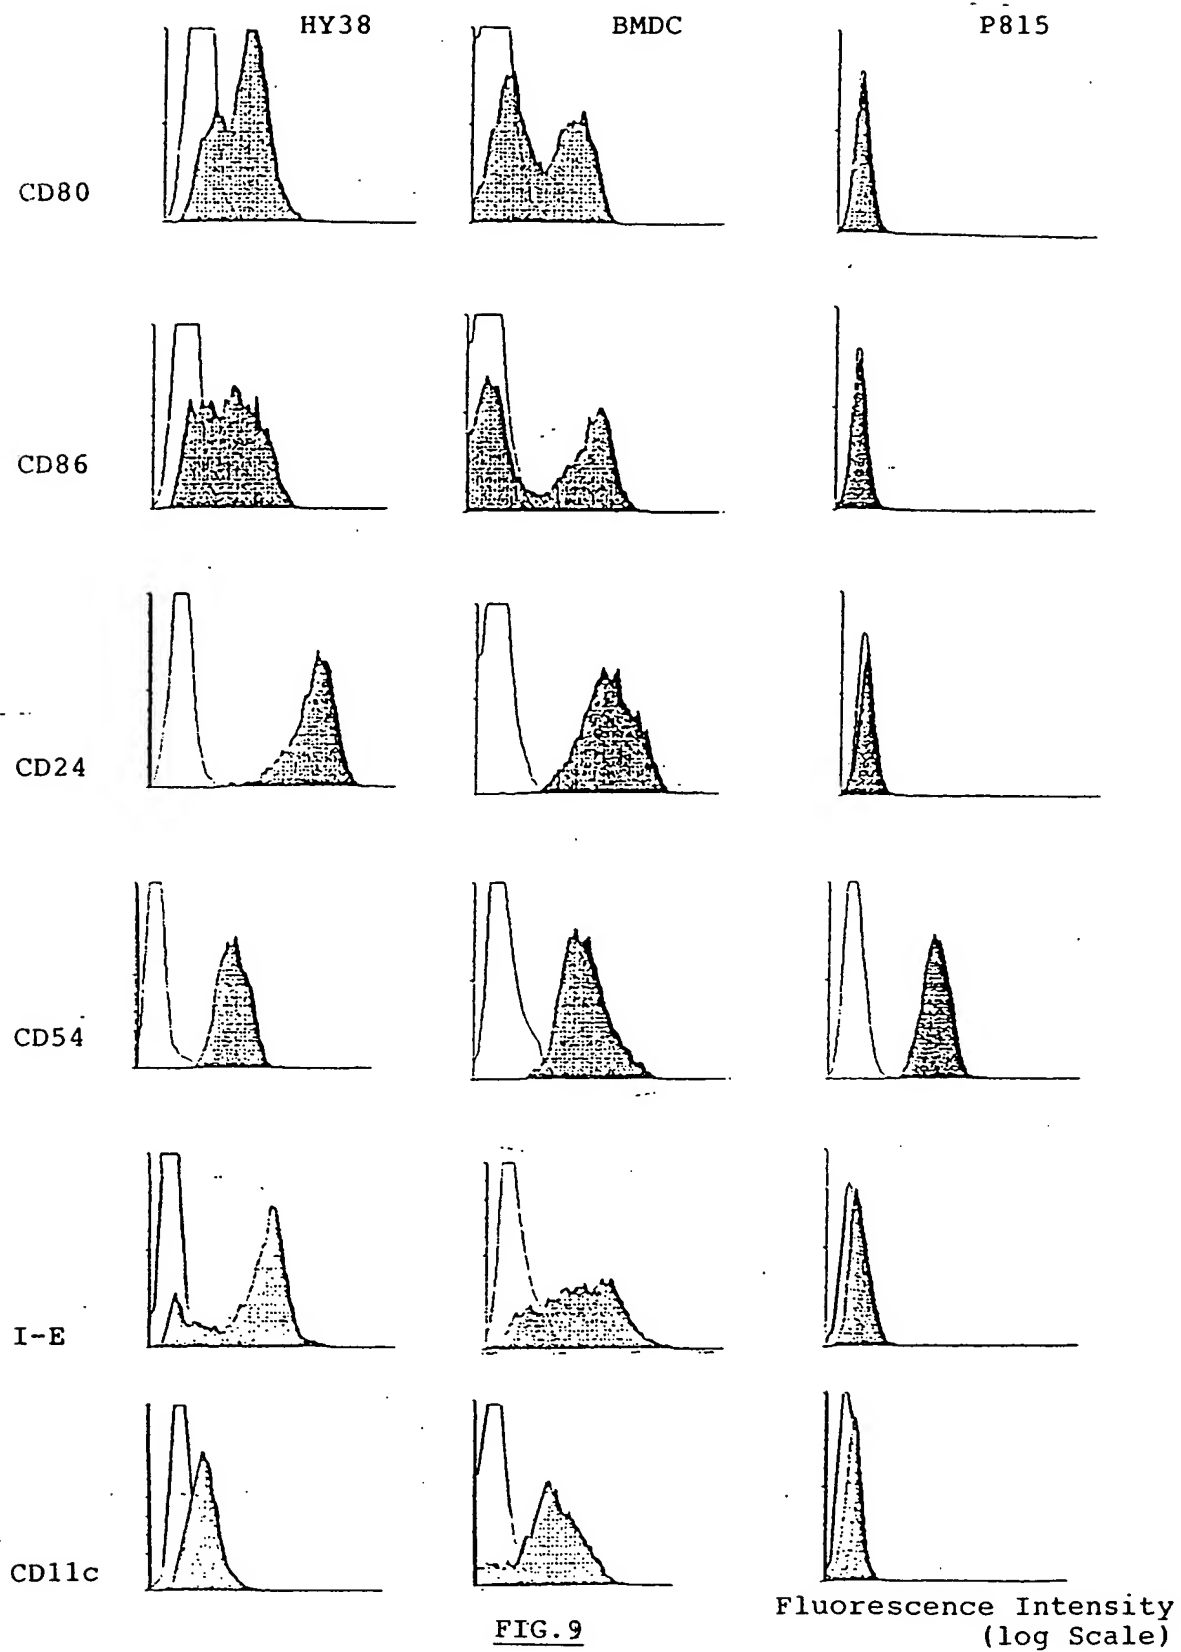 HY38 BMDC P815
CD80
CD86
CD24
CD54
I-E
CD11c
Fluorescence Intensity
(log Scale)
FIG.9